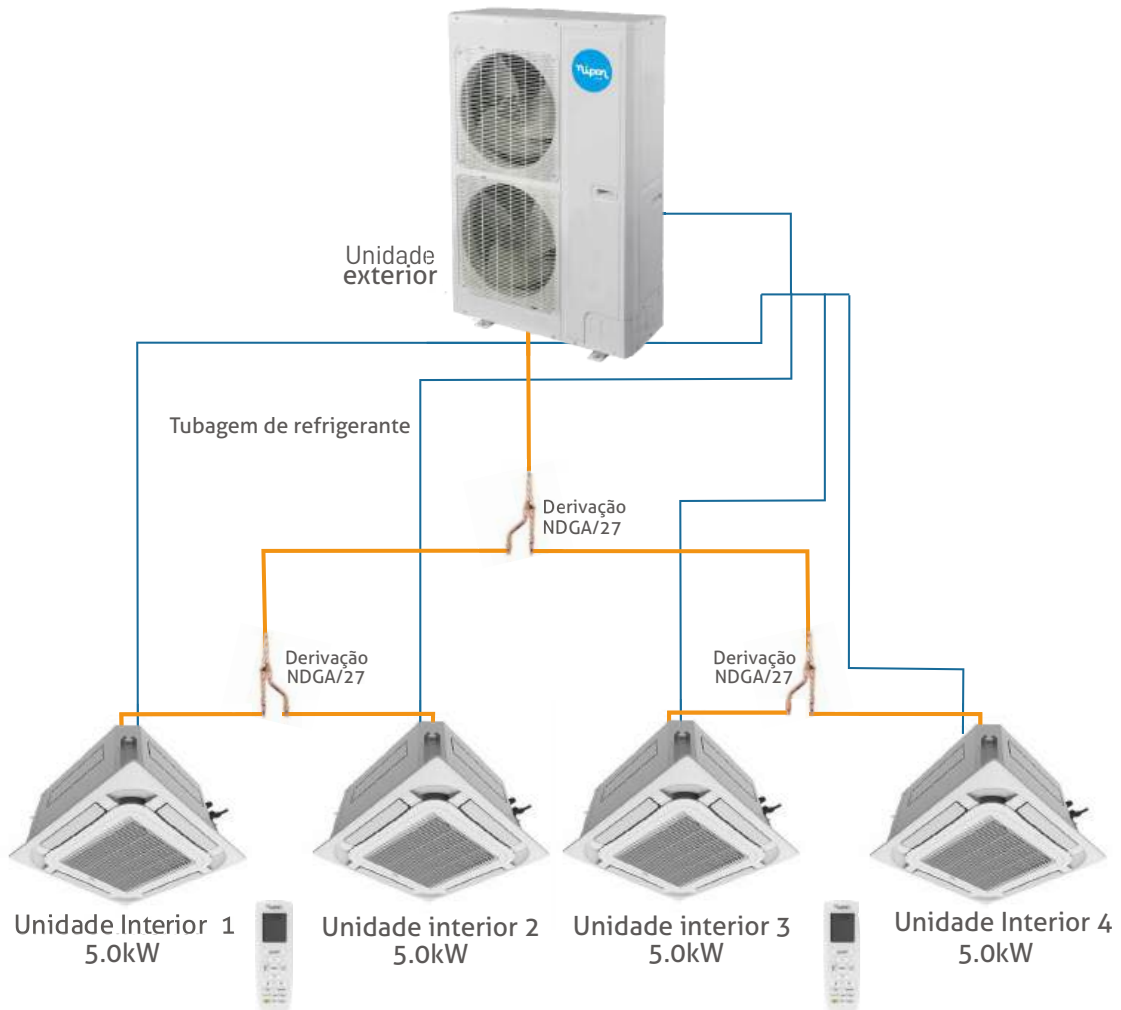 nipon
Unidade
exterior
Tubagem de refrigerante
Derivação
NDGA/27
Derivação
NDGA/27
Derivação
NDGA/27
Unidade Interior 1
5.0kW
Unidade interior 2
5.0kW
Unidade interior 3
5.0kW
Unidade Interior 4
5.0kW